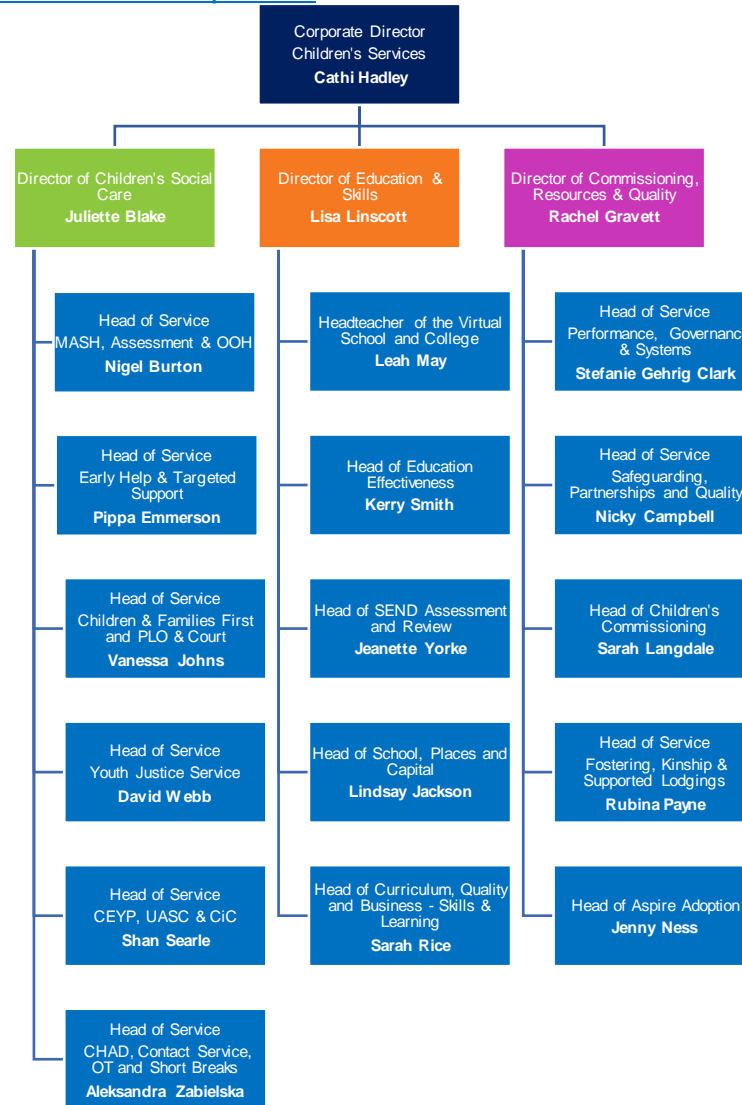 Corporate Director
Children's Services
Cathi Hadley
Director of Children's Social
Care
Juliette Blake
Director of Education &
Skills
Lisa Linscott
Director of Commissioning,
Resources & Quality
Rachel Gravett
Head of Service
MASH, Assessment & OOH
Nigel Burton
Head of Service
Early Help & Targeted
Support
Pippa Emmerson
Head of Service
Children & Families First
and PLO & Court
Vanessa Johns
Head of Service
Youth Justice Service
David Webb
Head of Service
CEYP, UASC & CiC
Shan Searle
Head of Service
CHAD, Contact Service,
OT and Short Breaks
Aleksandra Zabielska
Headteacher of the Virtual
School and College
Leah May
Head of Education
Effectiveness
Kerry Smith
Head of SEND Assessment
and Review
Jeanette Yorke
Head of School, Places and
Capital
Lindsay Jackson
Head of Curriculum, Quality
and Business - Skills &
Learning
Sarah Rice
Head of Service
Performance, Governanc
& Systems
Stefanie Gehrig Clark
Head of Service
Safeguarding,
Partnerships and Quality
Nicky Campbell
Head of Children's
Commissioning
Sarah Langdale
Head of Service
Fostering, Kinship &
Supported Lodgings
Rubina Payne
Head of Aspire Adoption
Jenny Ness